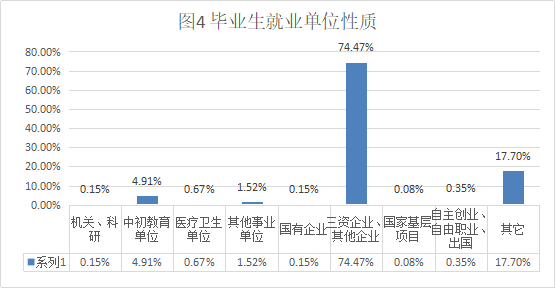 图4 毕业生就业单位性质
80.00%
70.00%
60.00%
50.00%
40.00%
30.00%
20.00%
10.00%
0.00%
0.15%
4.91%
0.67%
1.52%
0.15%
74.47%
0.08%
0.35%
17.70%
机关、科
研
中初教育
单位
医疗卫生
单位
其他事业
单位
国有企业
三资企业、
其他企业
国家基层
项目
自主创业、
自由职业、
出国
其它
系列1 0.15% 4.91% 0.67% 1.52% 0.15% 74.47% 0.08% 0.35% 17.70%